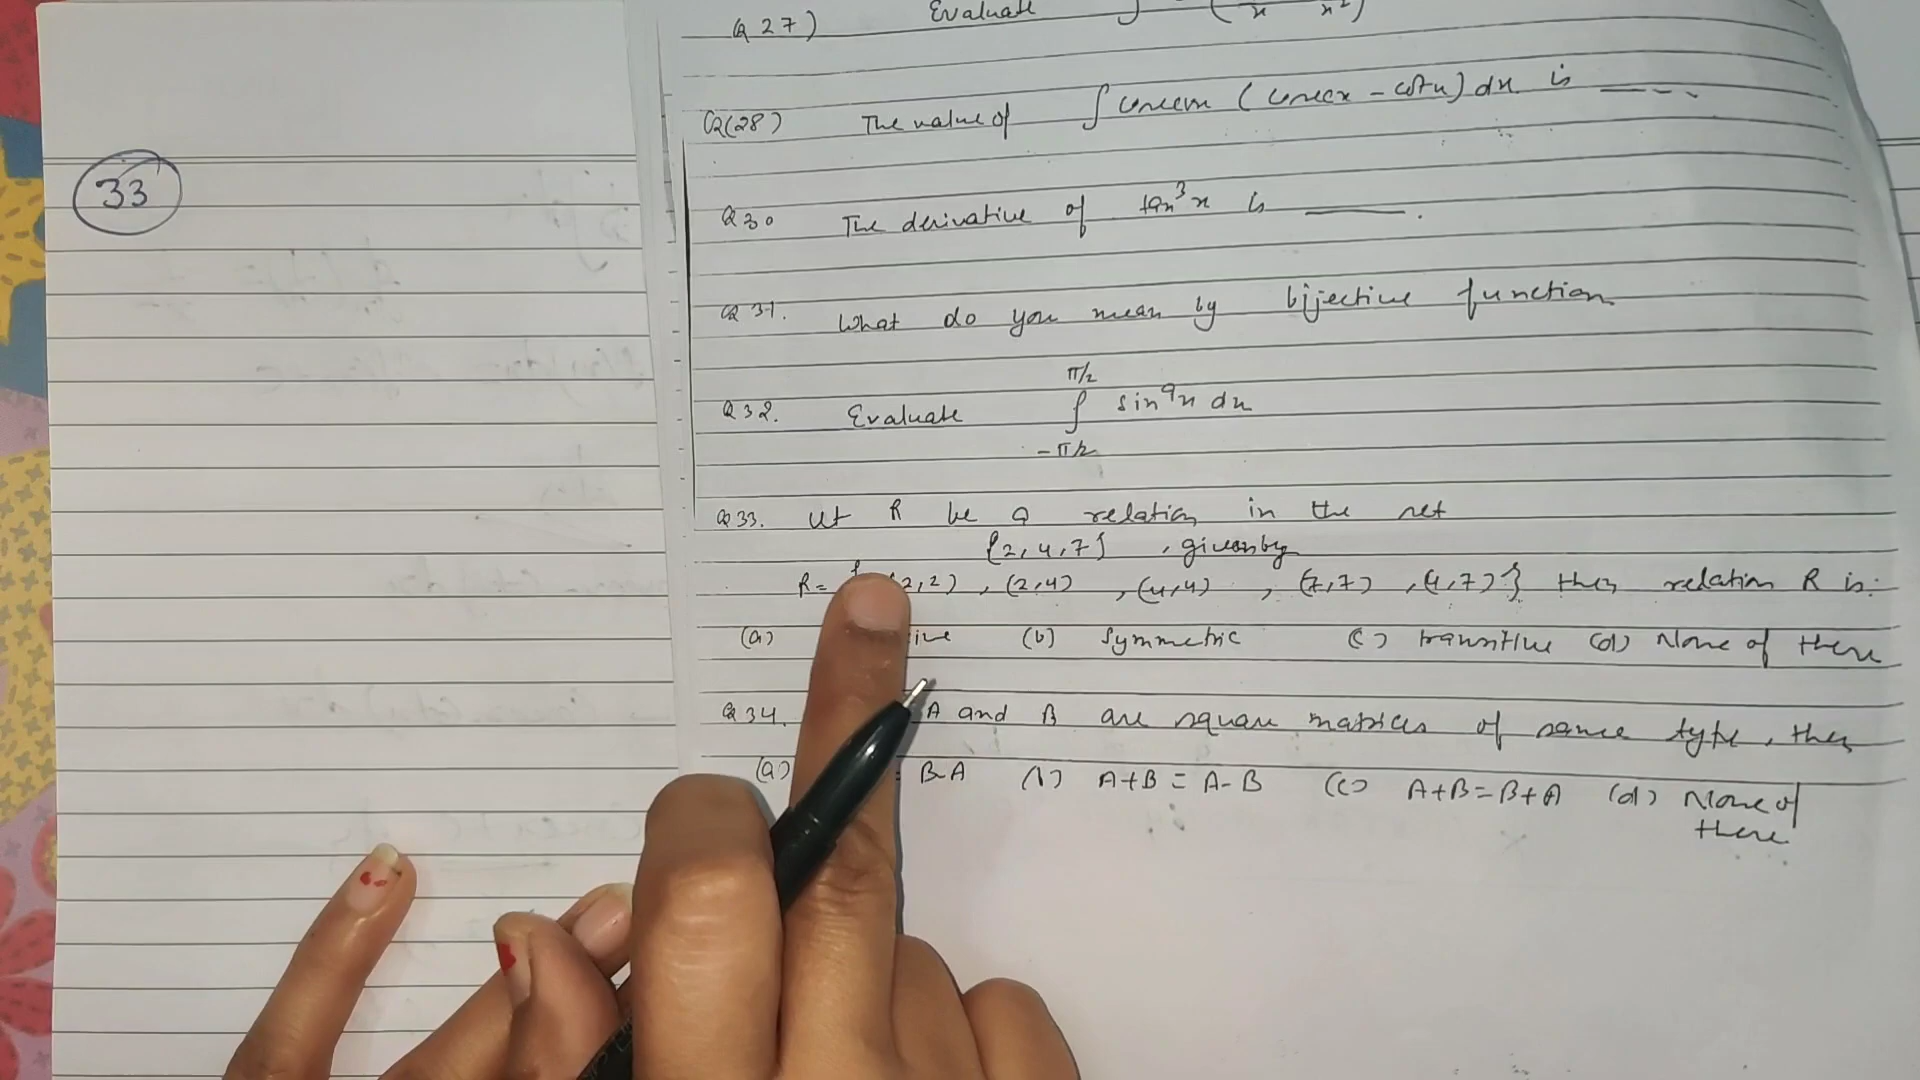 33
Q 27) Evaluate
Q(28) The value of ∫ cosecx (cosecx - cotx) dx is
Q 30 The derivative of tan³x is
Q 31. What do you mean by bijective function
Q 32. Evaluate ∫ sin⁹x dx
π/2
-π/2
Q 33. Let R be a relation in the set
{2, 4, 7}, given by
R = { (2,2), (2,4), (4,4), (7,7), (4,7)} then relation R is:
(a) ive (b) Symmetric (c) transitive (d) None of these
Q 34. A and B are square matrices of same type, then
(a) = BA (b) A+B = A-B (c) A+B = B+A (d) None of
these